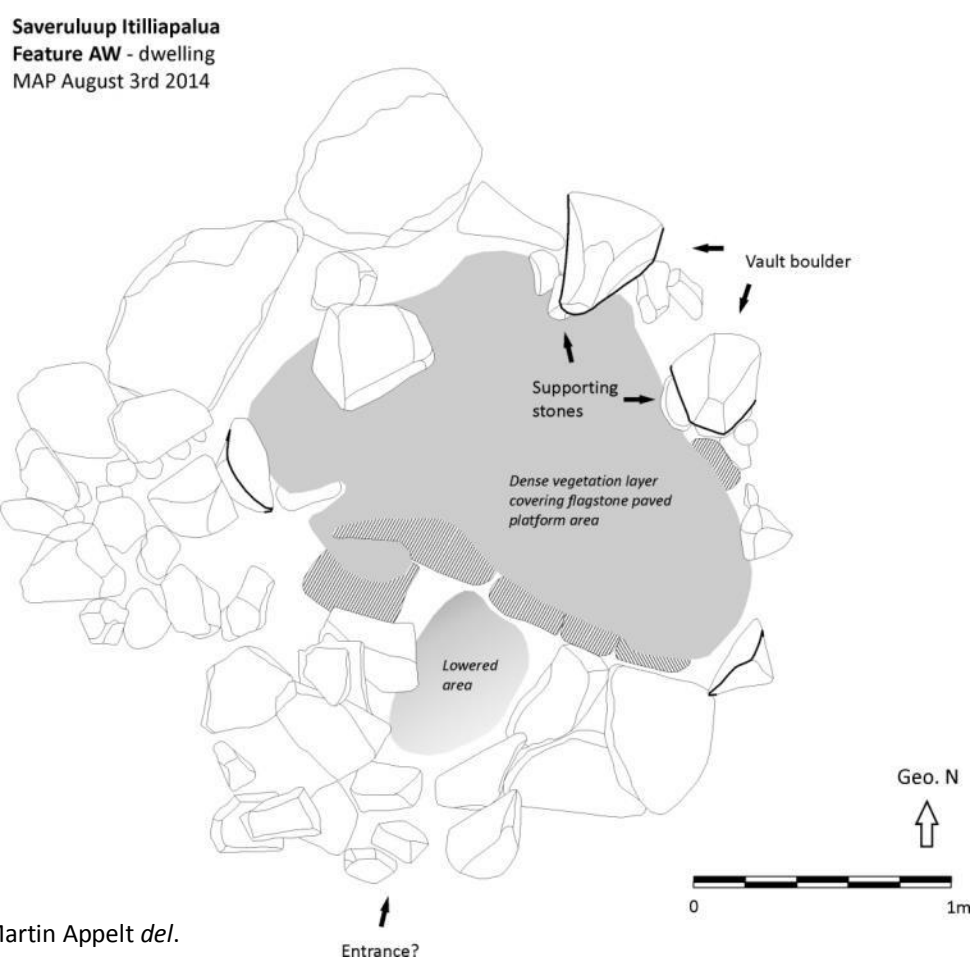 Saveruluup Itilliapalua
Feature AW - dwelling
MAP August 3rd 2014
Vault boulder
Supporting
stones
Dense vegetation layer
covering flagstone paved
platform area
Lowered
area
Geo. N
0 1m
Martin Appelt del.
Entrance?